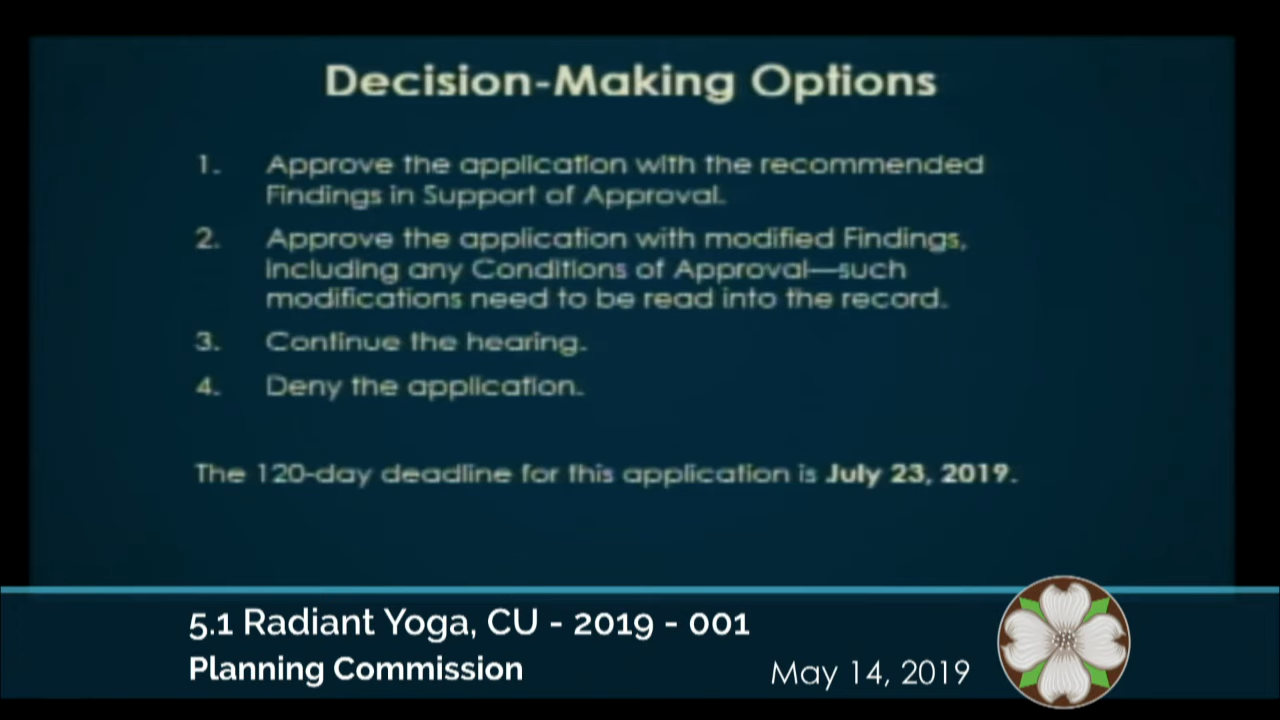 Decision-Making Options
1. Approve the application with the recommended
Findings in Support of Approval.
2. Approve the application with modified Findings,
including any Conditions of Approval—such
modifications need to be read into the record.
3. Continue the hearing.
4. Deny the application.
The 120-day deadline for this application is July 23, 2019.
5.1 Radiant Yoga, CU - 2019 - 001
Planning Commission
May 14, 2019